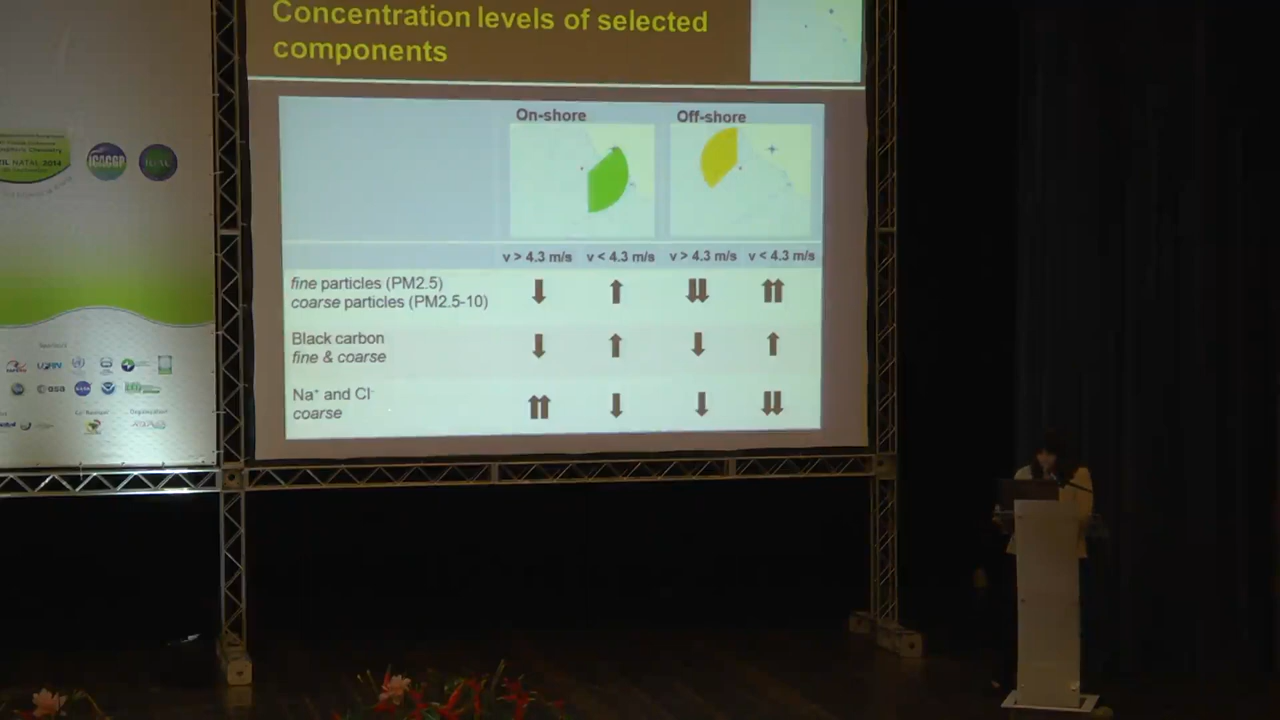 Concentration levels of selected
components
On-shore
Off-shore
v > 4.3 m/s
v < 4.3 m/s
v > 4.3 m/s
v < 4.3 m/s
fine particles (PM2.5)
coarse particles (PM2.5-10)
Black carbon
fine & coarse
Na⁺ and Cl⁻
coarse
NATAL 2014
ICACGP
esa